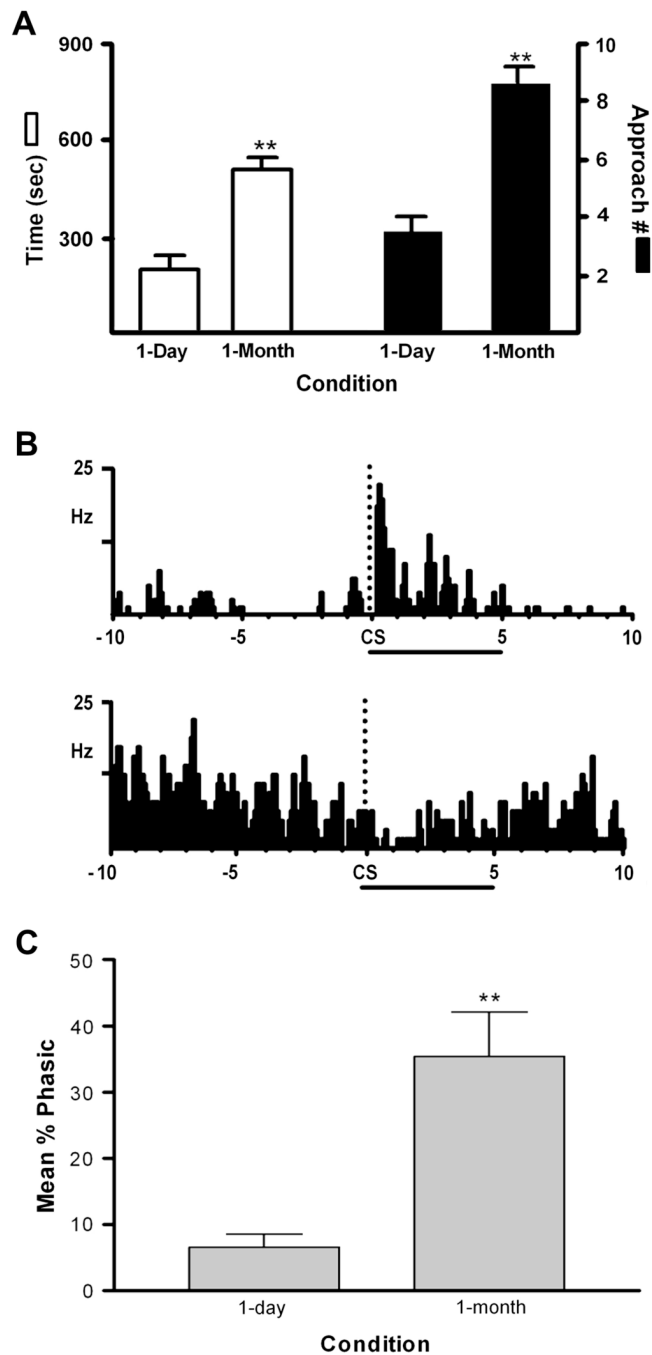 A
900
600
300
Time (sec)
**
**
10
8
6
4
2
Approach #
1-Day
1-Month
1-Day
1-Month
Condition
B
25
Hz
-10
-5
CS
5
10
25
Hz
-10
-5
CS
5
10
C
50
40
30
20
10
0
Mean % Phasic
**
1-day
1-month
Condition